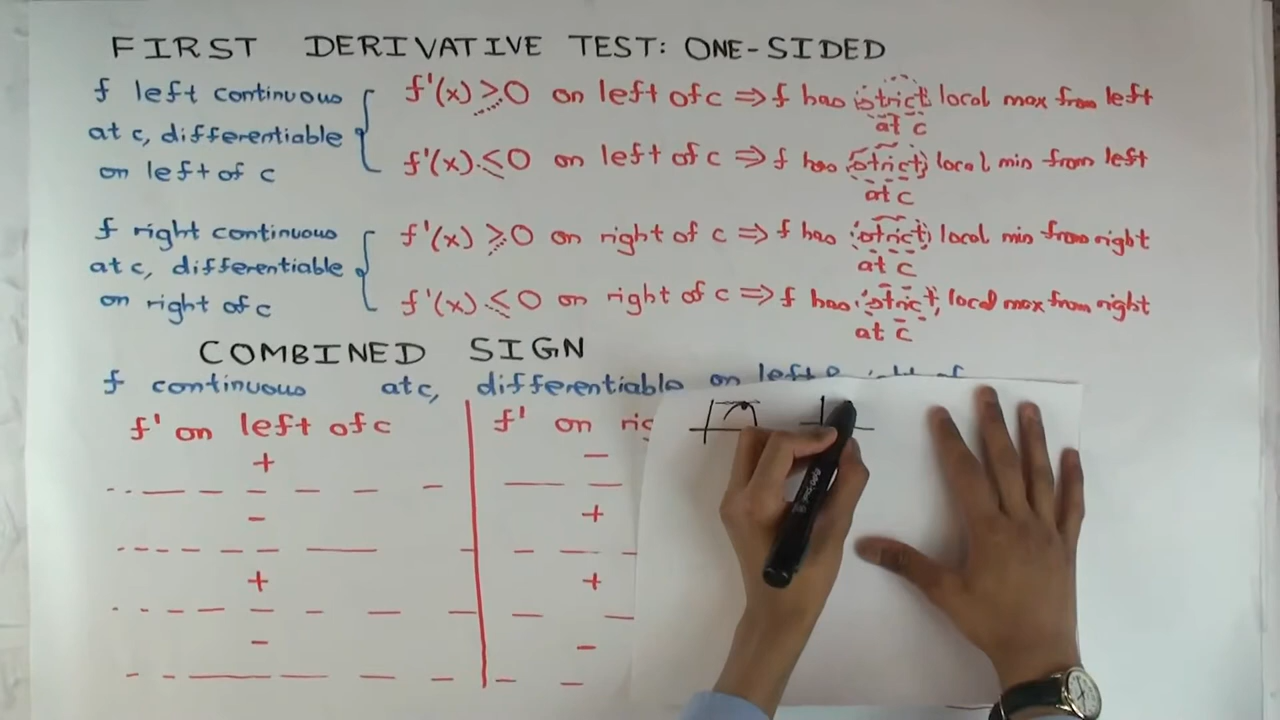 FIRST DERIVATIVE TEST: ONE-SIDED
f left continuous
at c, differentiable
on left of c
f'(x) ≥ 0 on left of c ⇒ f has strict local max from left
at c
f'(x) ≤ 0 on left of c ⇒ f has strict local min from left
at c
f right continuous
at c, differentiable
on right of c
f'(x) ≥ 0 on right of c ⇒ f has strict local min from right
at c
f'(x) ≤ 0 on right of c ⇒ f has strict local max from right
at c
COMBINED SIGN
f continuous at c, differentiable on left
f' on left of c f' on
+ −
− +
+ +
− −